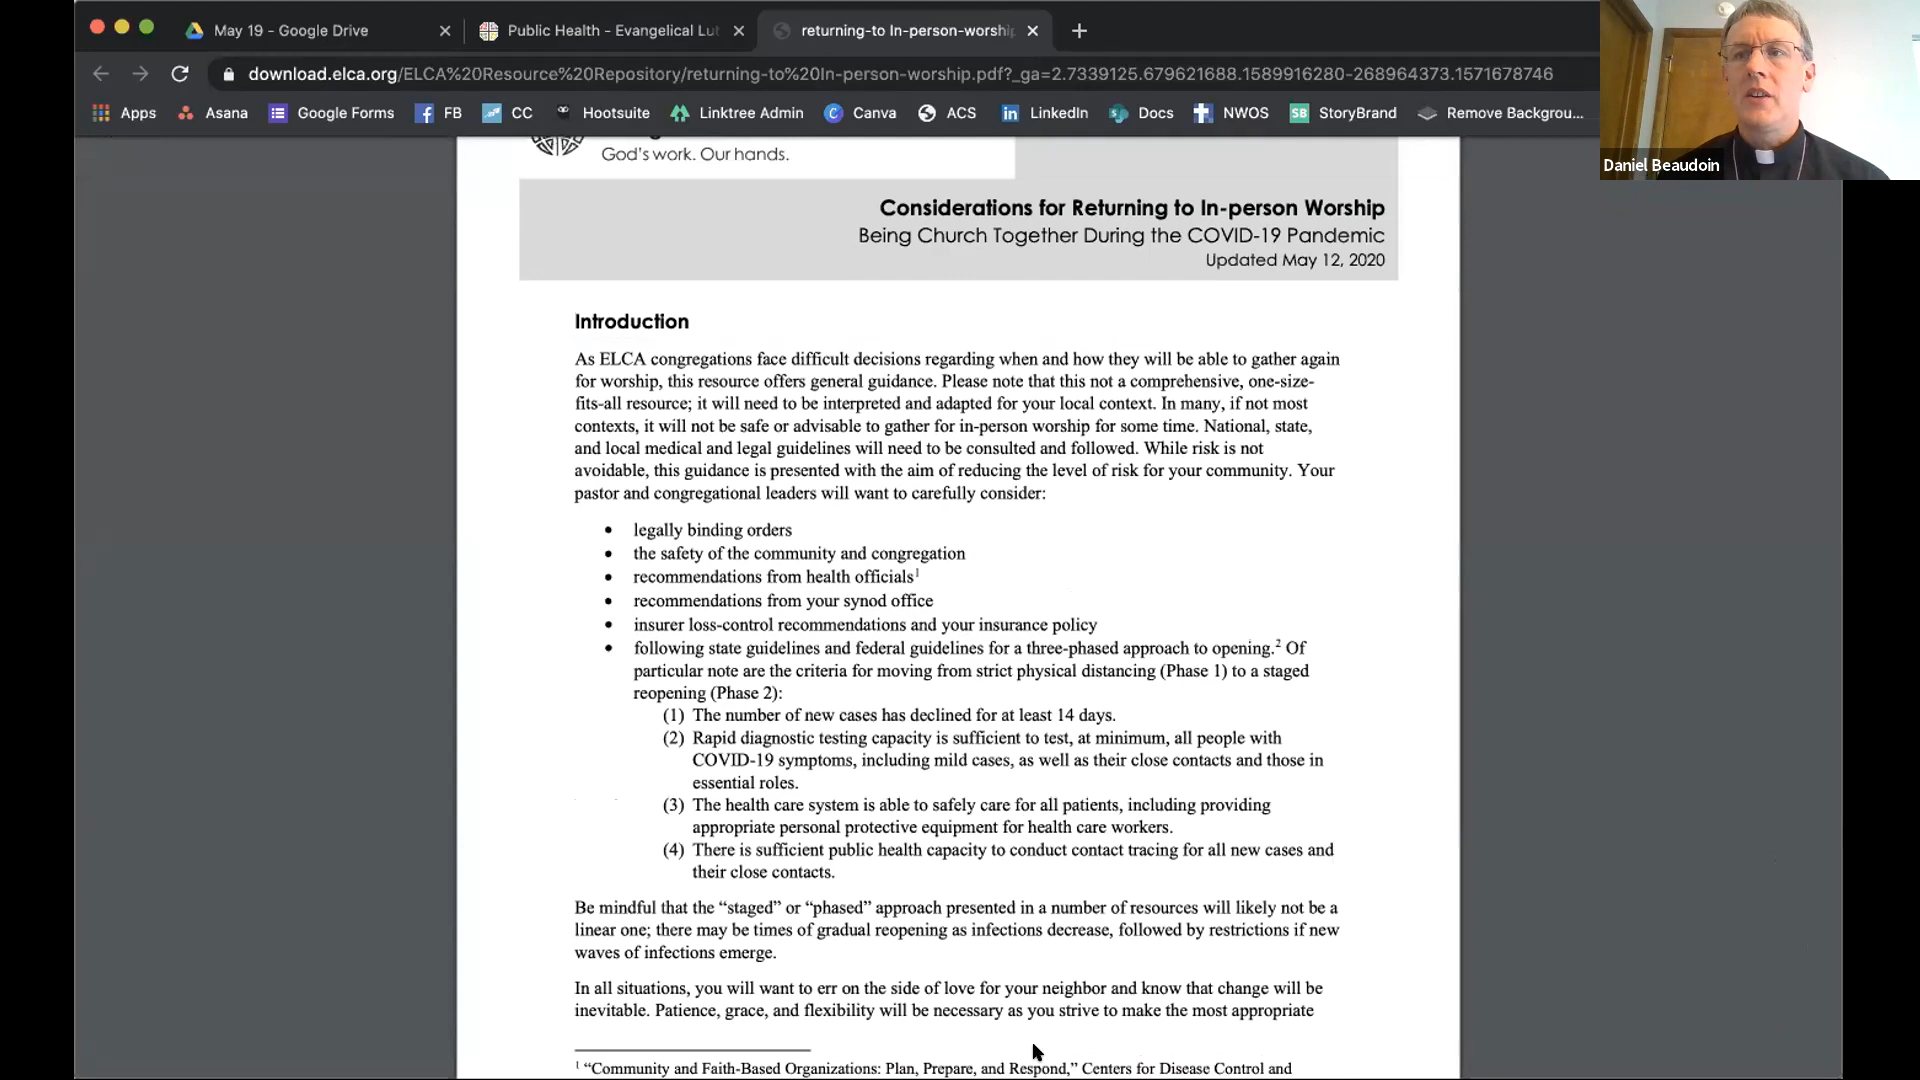 May 19 - Google Drive
Public Health - Evangelical Lut
returning-to In-person-worship
download.elca.org/ELCA%20Resource%20Repository/returning-to%20In-person-worship.pdf?_ga=2.7339125.679621688.1589916280-268964373.1571678746
Apps
Asana
Google Forms
FB
CC
Hootsuite
Linktree Admin
Canva
ACS
LinkedIn
Docs
NWOS
SB
StoryBrand
Remove Backgrou...
Daniel Beaudoin
God's work. Our hands.
Considerations for Returning to In-person Worship
Being Church Together During the COVID-19 Pandemic
Updated May 12, 2020
Introduction
As ELCA congregations face difficult decisions regarding when and how they will be able to gather again
for worship, this resource offers general guidance. Please note that this not a comprehensive, one-size-
fits-all resource; it will need to be interpreted and adapted for your local context. In many, if not most
contexts, it will not be safe or advisable to gather for in-person worship for some time. National, state,
and local medical and legal guidelines will need to be consulted and followed. While risk is not
avoidable, this guidance is presented with the aim of reducing the level of risk for your community. Your
pastor and congregational leaders will want to carefully consider:
• legally binding orders
• the safety of the community and congregation
• recommendations from health officials1
• recommendations from your synod office
• insurer loss-control recommendations and your insurance policy
• following state guidelines and federal guidelines for a three-phased approach to opening.2 Of
particular note are the criteria for moving from strict physical distancing (Phase 1) to a staged
reopening (Phase 2):
(1) The number of new cases has declined for at least 14 days.
(2) Rapid diagnostic testing capacity is sufficient to test, at minimum, all people with
COVID-19 symptoms, including mild cases, as well as their close contacts and those in
essential roles.
(3) The health care system is able to safely care for all patients, including providing
appropriate personal protective equipment for health care workers.
(4) There is sufficient public health capacity to conduct contact tracing for all new cases and
their close contacts.
Be mindful that the “staged” or “phased” approach presented in a number of resources will likely not be a
linear one; there may be times of gradual reopening as infections decrease, followed by restrictions if new
waves of infections emerge.
In all situations, you will want to err on the side of love for your neighbor and know that change will be
inevitable. Patience, grace, and flexibility will be necessary as you strive to make the most appropriate
1 “Community and Faith-Based Organizations: Plan, Prepare, and Respond,” Centers for Disease Control and